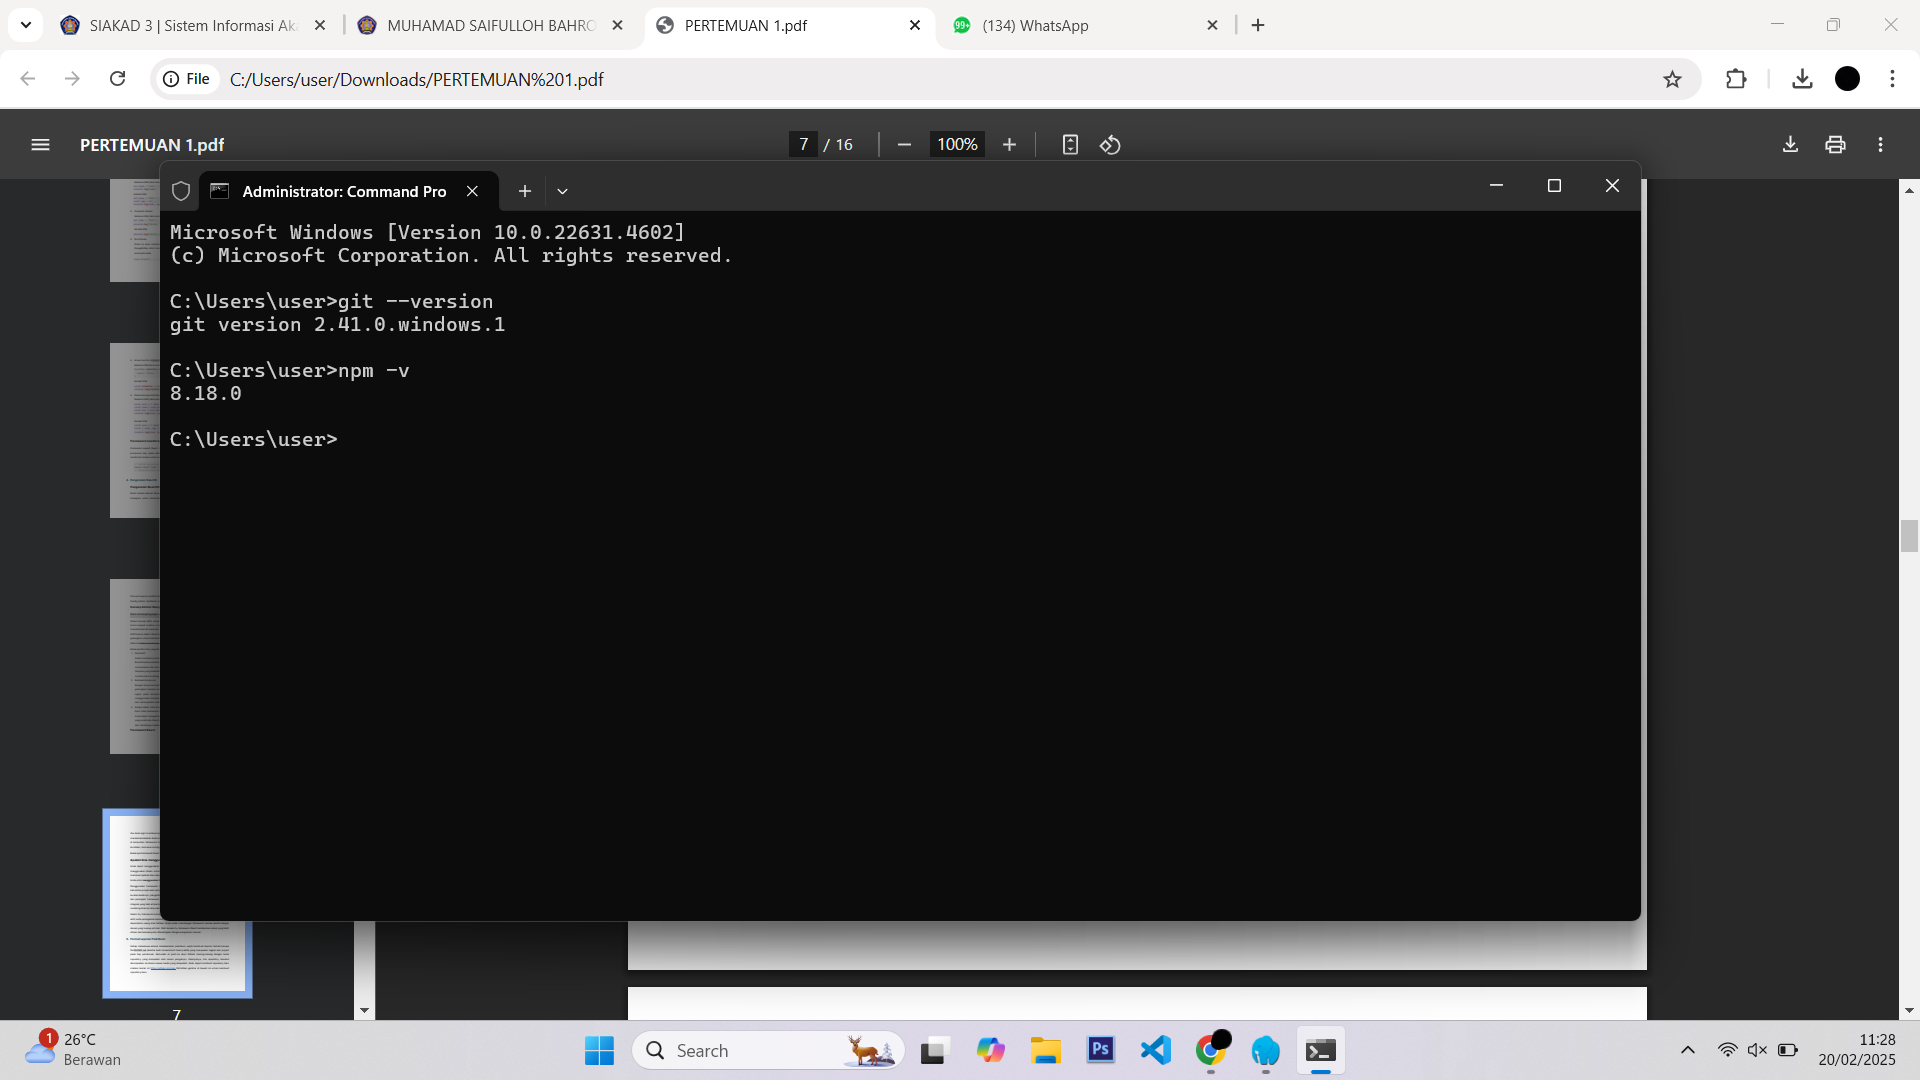 SIAKAD 3 | Sistem Informasi Aka
MUHAMAD SAIFULLOH BAHRO
PERTEMUAN 1.pdf
99+
(134) WhatsApp
File
C:/Users/user/Downloads/PERTEMUAN%201.pdf
PERTEMUAN 1.pdf
7 / 16
100%
Administrator: Command Pro
Microsoft Windows [Version 10.0.22631.4602]
(c) Microsoft Corporation. All rights reserved.
C:\Users\user>git --version
git version 2.41.0.windows.1
C:\Users\user>npm -v
8.18.0
C:\Users\user>
7
1
26°C
Berawan
Search
Ps
11:28
20/02/2025